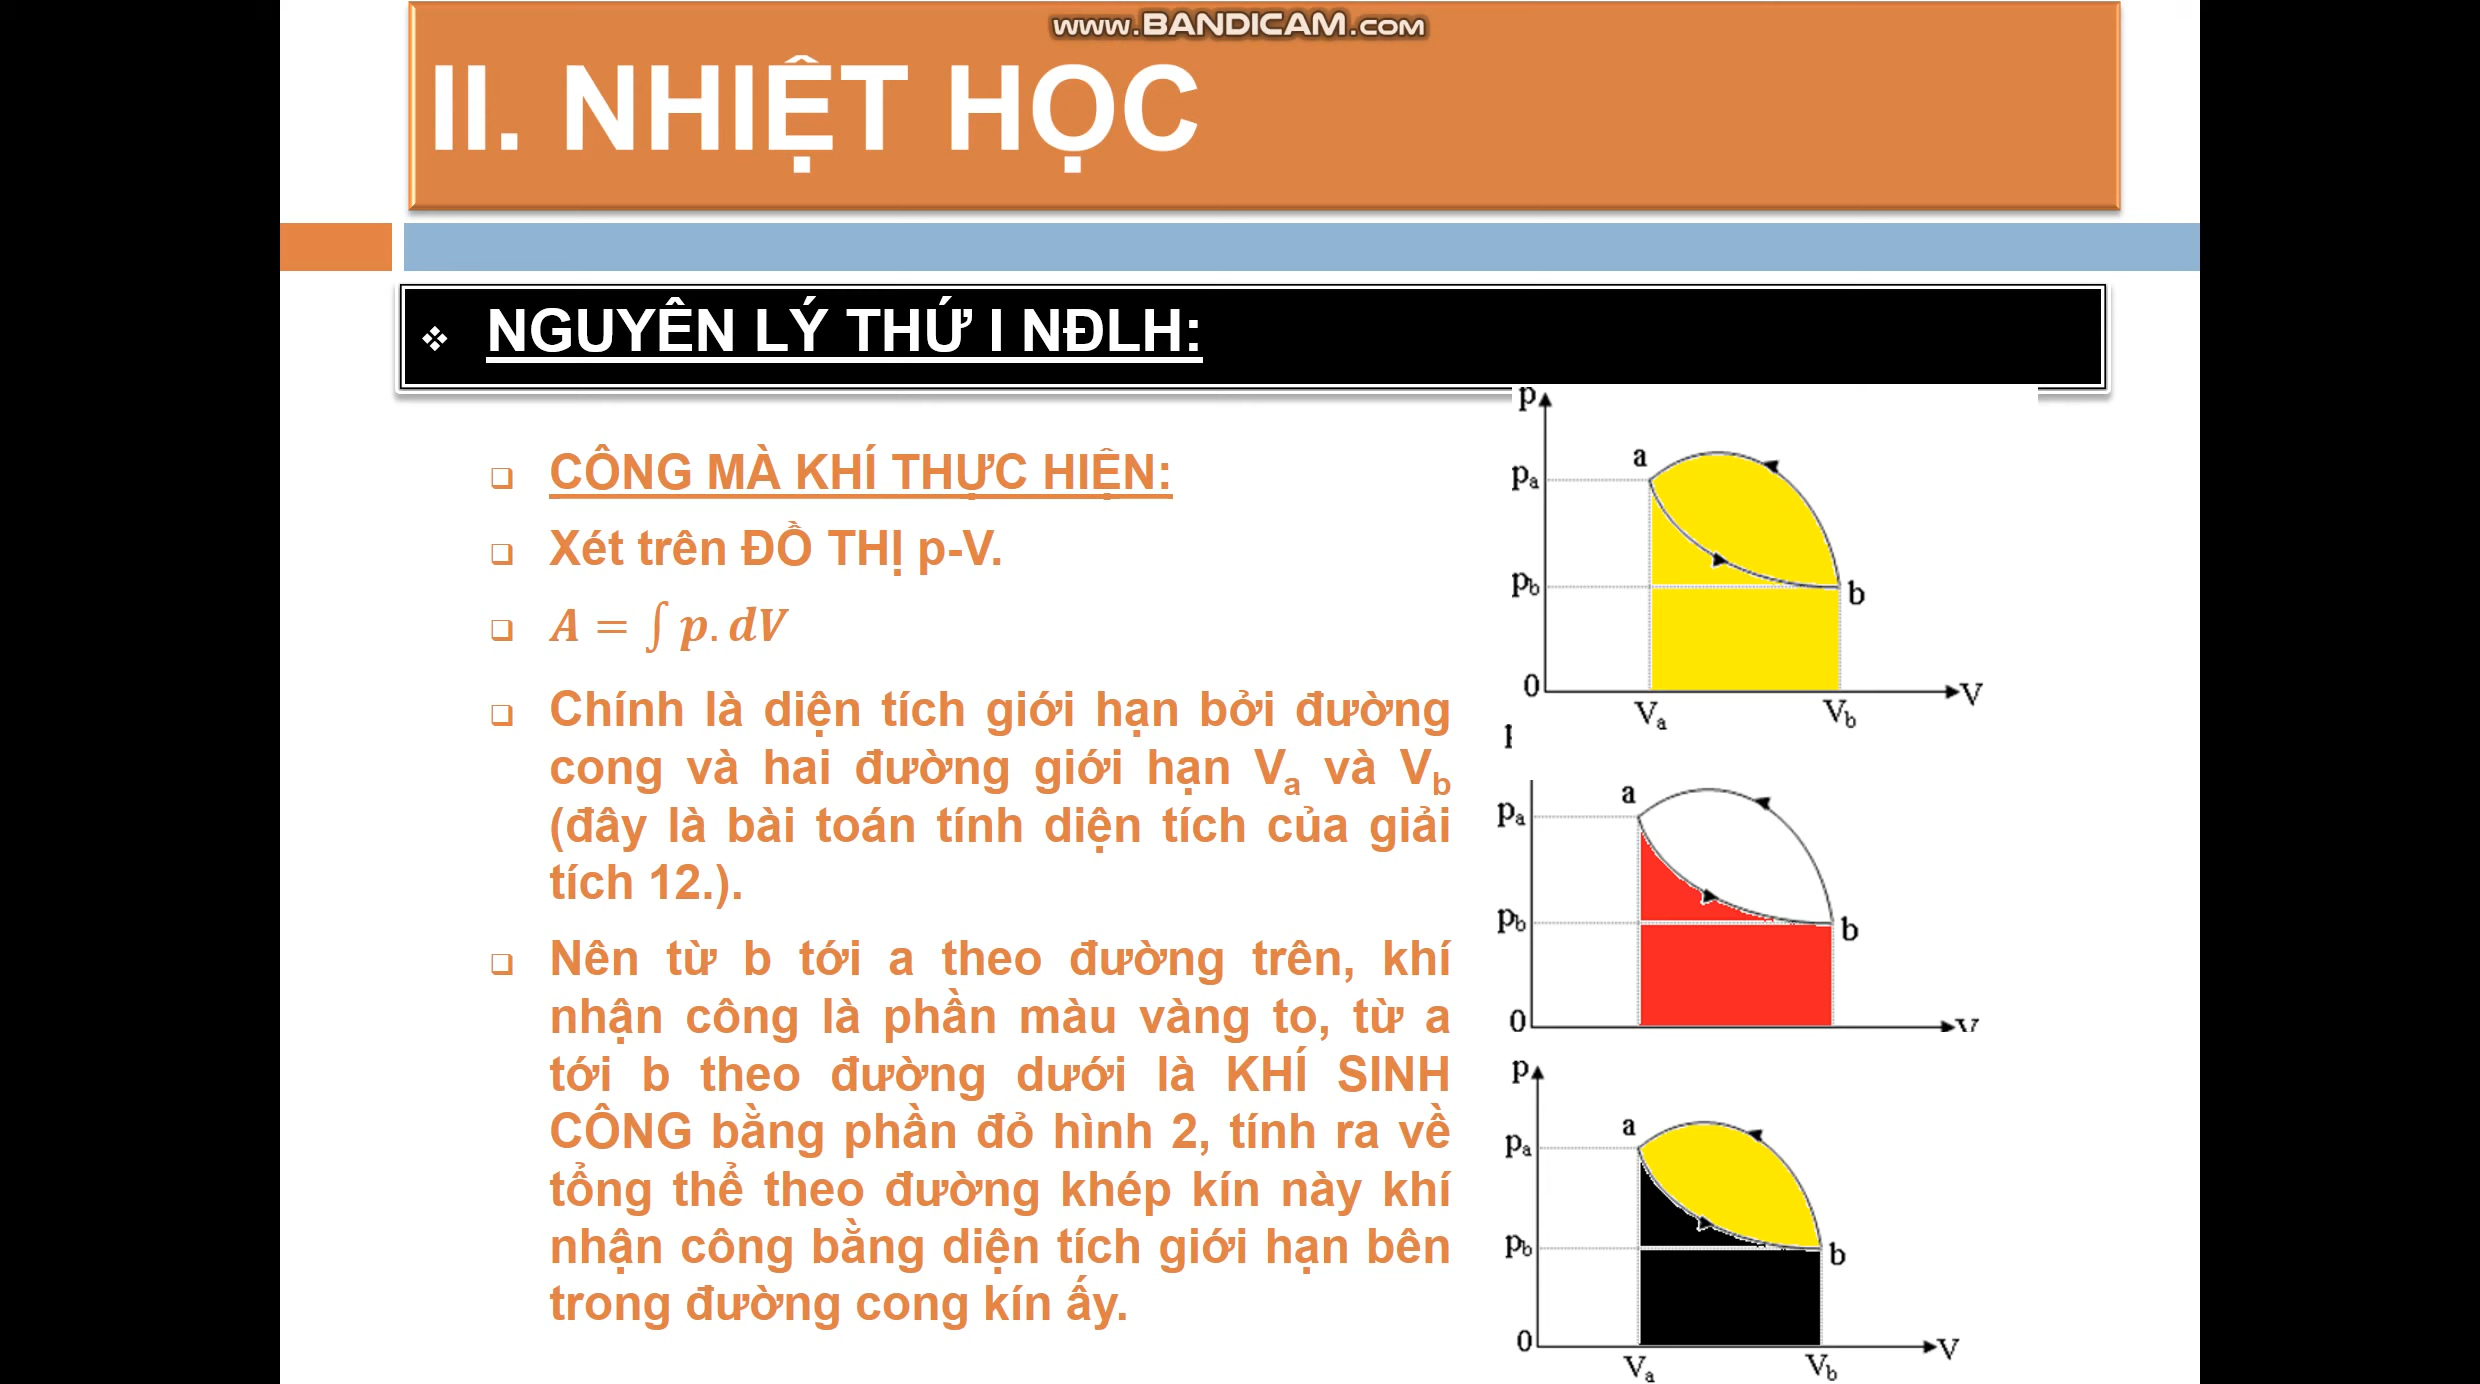 www.BANDICAM.com
II. NHIỆT HỌC
NGUYÊN LÝ THỨ I NĐLH:
CÔNG MÀ KHÍ THỰC HIỆN:
Xét trên ĐỒ THỊ p-V.
A = ∫ p. dV
Chính là diện tích giới hạn bởi đường
cong và hai đường giới hạn Va và Vb
(đây là bài toán tính diện tích của giải
tích 12.).
Nên từ b tới a theo đường trên, khí
nhận công là phần màu vàng to, từ a
tới b theo đường dưới là KHÍ SINH
CÔNG bằng phần đỏ hình 2, tính ra về
tổng thể theo đường khép kín này khí
nhận công bằng diện tích giới hạn bên
trong đường cong kín ấy.
p
a
pa
pb
b
0
V
Va
Vb
a
pa
pb
b
0
V
p
a
pa
pb
b
0
V
Va
Vb